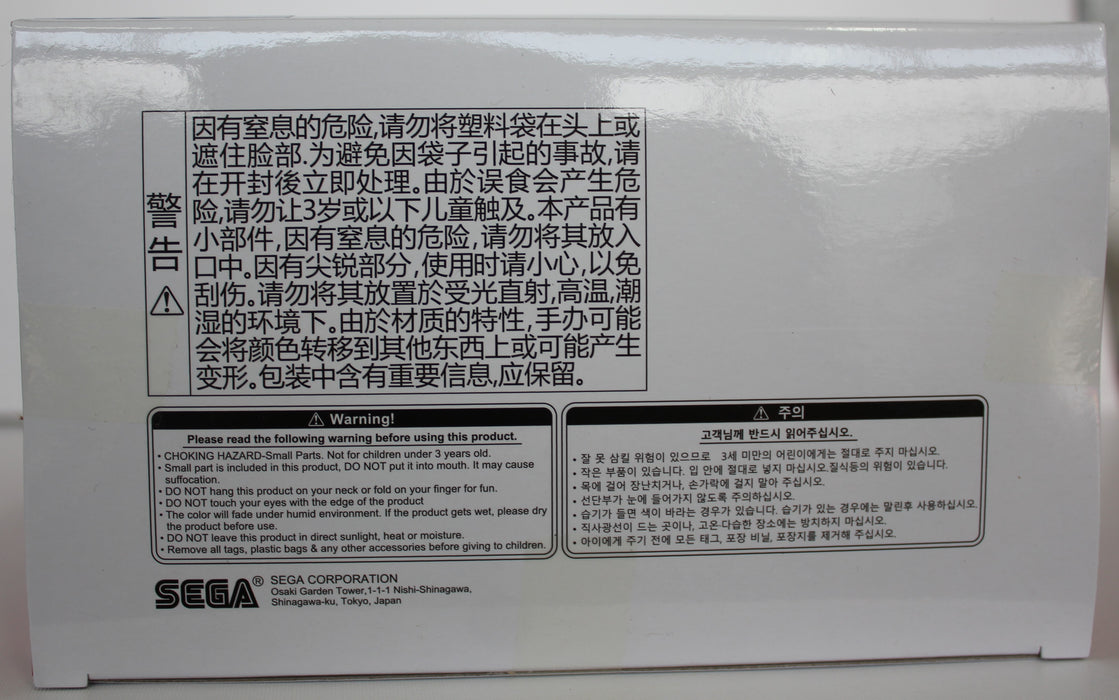 警告
因有窒息的危险,请勿将塑料袋在头上或
遮住脸部.为避免因袋子引起的事故,请
在开封後立即处理。由於误食会产生危
险,请勿让3岁或以下儿童触及。本产品有
小部件,因有窒息的危险,请勿将其放入
口中。因有尖锐部分,使用时请小心,以免
刮伤。请勿将其放置於受光直射,高温,潮
湿的环境下。由於材质的特性,手办可能
会将颜色转移到其他东西上或可能产生
变形。包装中含有重要信息,应保留。
Warning!
Please read the following warning before using this product.
• CHOKING HAZARD-Small Parts. Not for children under 3 years old.
• Small part is included in this product, DO NOT put it into mouth. It may cause
suffocation.
• DO NOT hang this product on your neck or fold on your finger for fun.
• DO NOT touch your eyes with the edge of the product
• The color will fade under humid environment. If the product gets wet, please dry
the product before use.
• DO NOT leave this product in direct sunlight, heat or moisture.
• Remove all tags, plastic bags & any other accessories before giving to children.
주의
고객님께 반드시 읽어주십시오.
• 잘 못 삼킬 위험이 있으므로 3세 미만의 어린이에게는 절대로 주지 마십시오.
• 작은 부품이 있습니다. 입 안에 절대로 넣지 마십시오.질식등의 위험이 있습니다.
• 목에 걸어 장난치거나, 손가락에 걸지 말아 주십시오.
• 선단부가 눈에 들어가지 않도록 주의하십시오.
• 습기가 들면 색이 바라는 경우가 있습니다. 습기가 있는 경우에는 말린후 사용하십시오.
• 직사광선이 드는 곳이나, 고온·다습한 장소에는 방치하지 마십시오.
• 아이에게 주기 전에 모든 태그, 포장 비닐, 포장지를 제거해 주십시오.
SEGA®
SEGA CORPORATION
Osaki Garden Tower,1-1-1 Nishi-Shinagawa,
Shinagawa-ku, Tokyo, Japan